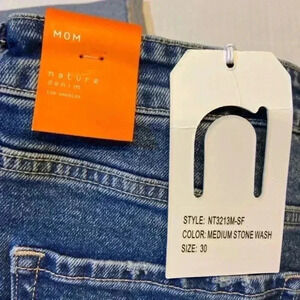 MOM
nature
denim
LOS ANGELES
STYLE: NT3213M-SF
COLOR: MEDIUM STONE WASH
SIZE: 30